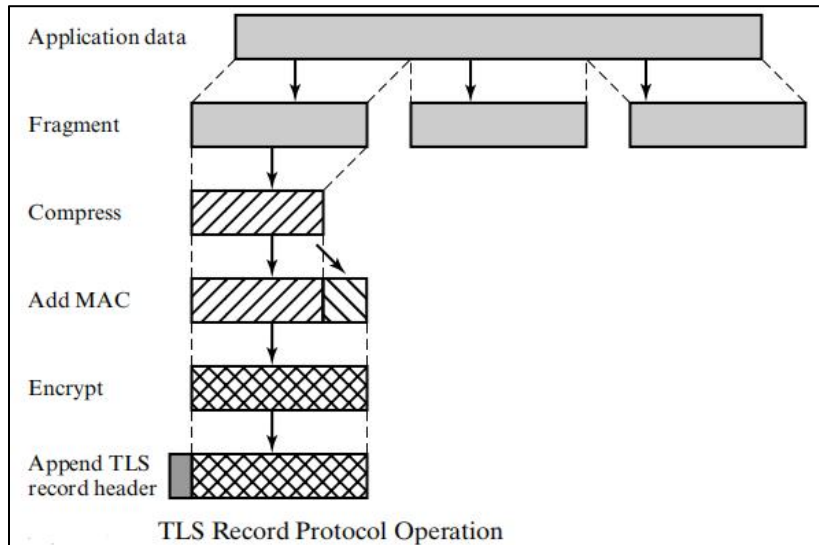 Application data
Fragment
Compress
Add MAC
Encrypt
Append TLS
record header
TLS Record Protocol Operation